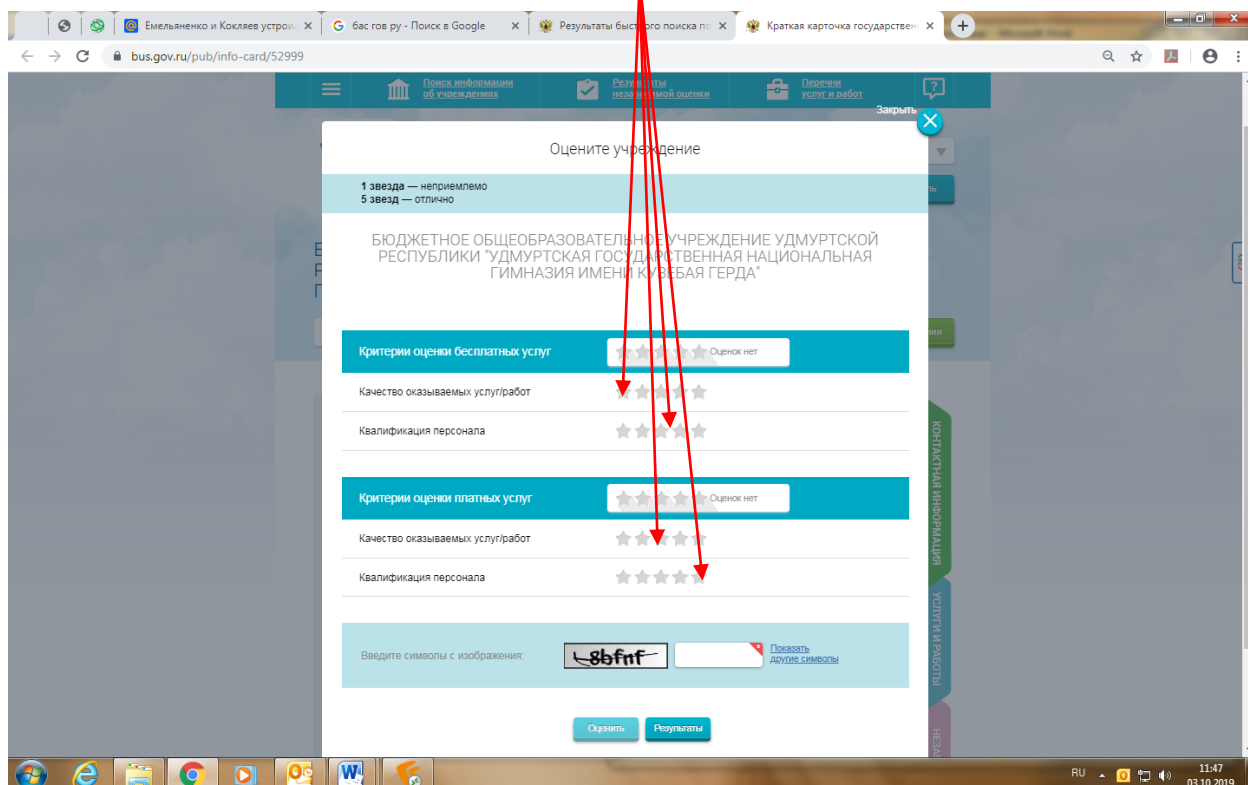 Емельяненко и Кокляев устрои
бас гов ру - Поиск в Google
Результаты быстрого поиска по
Краткая карточка государствен
bus.gov.ru/pub/info-card/52999
Поиск информации
об учреждениях
Результаты
независимой оценки
Перечни
услуг и работ
Закрыть
Оцените учреждение
1 звезда — неприемлемо
5 звезд — отлично
БЮДЖЕТНОЕ ОБЩЕОБРАЗОВАТЕЛЬНОЕ УЧРЕЖДЕНИЕ УДМУРТСКОЙ
РЕСПУБЛИКИ "УДМУРТСКАЯ ГОСУДАРСТВЕННАЯ НАЦИОНАЛЬНАЯ
ГИМНАЗИЯ ИМЕНИ КУЗЕБАЯ ГЕРДА"
Критерии оценки бесплатных услуг
Оценок нет
Качество оказываемых услуг/работ
Квалификация персонала
Критерии оценки платных услуг
Оценок нет
Качество оказываемых услуг/работ
Квалификация персонала
КОНТАКТНАЯ ИНФОРМАЦИЯ
УСЛУГИ И РАБОТЫ
НЕЗА
Введите символы с изображения:
L8bfnf
Показать
другие символы
Оценить
Результаты
RU
11:47
03.10.2019